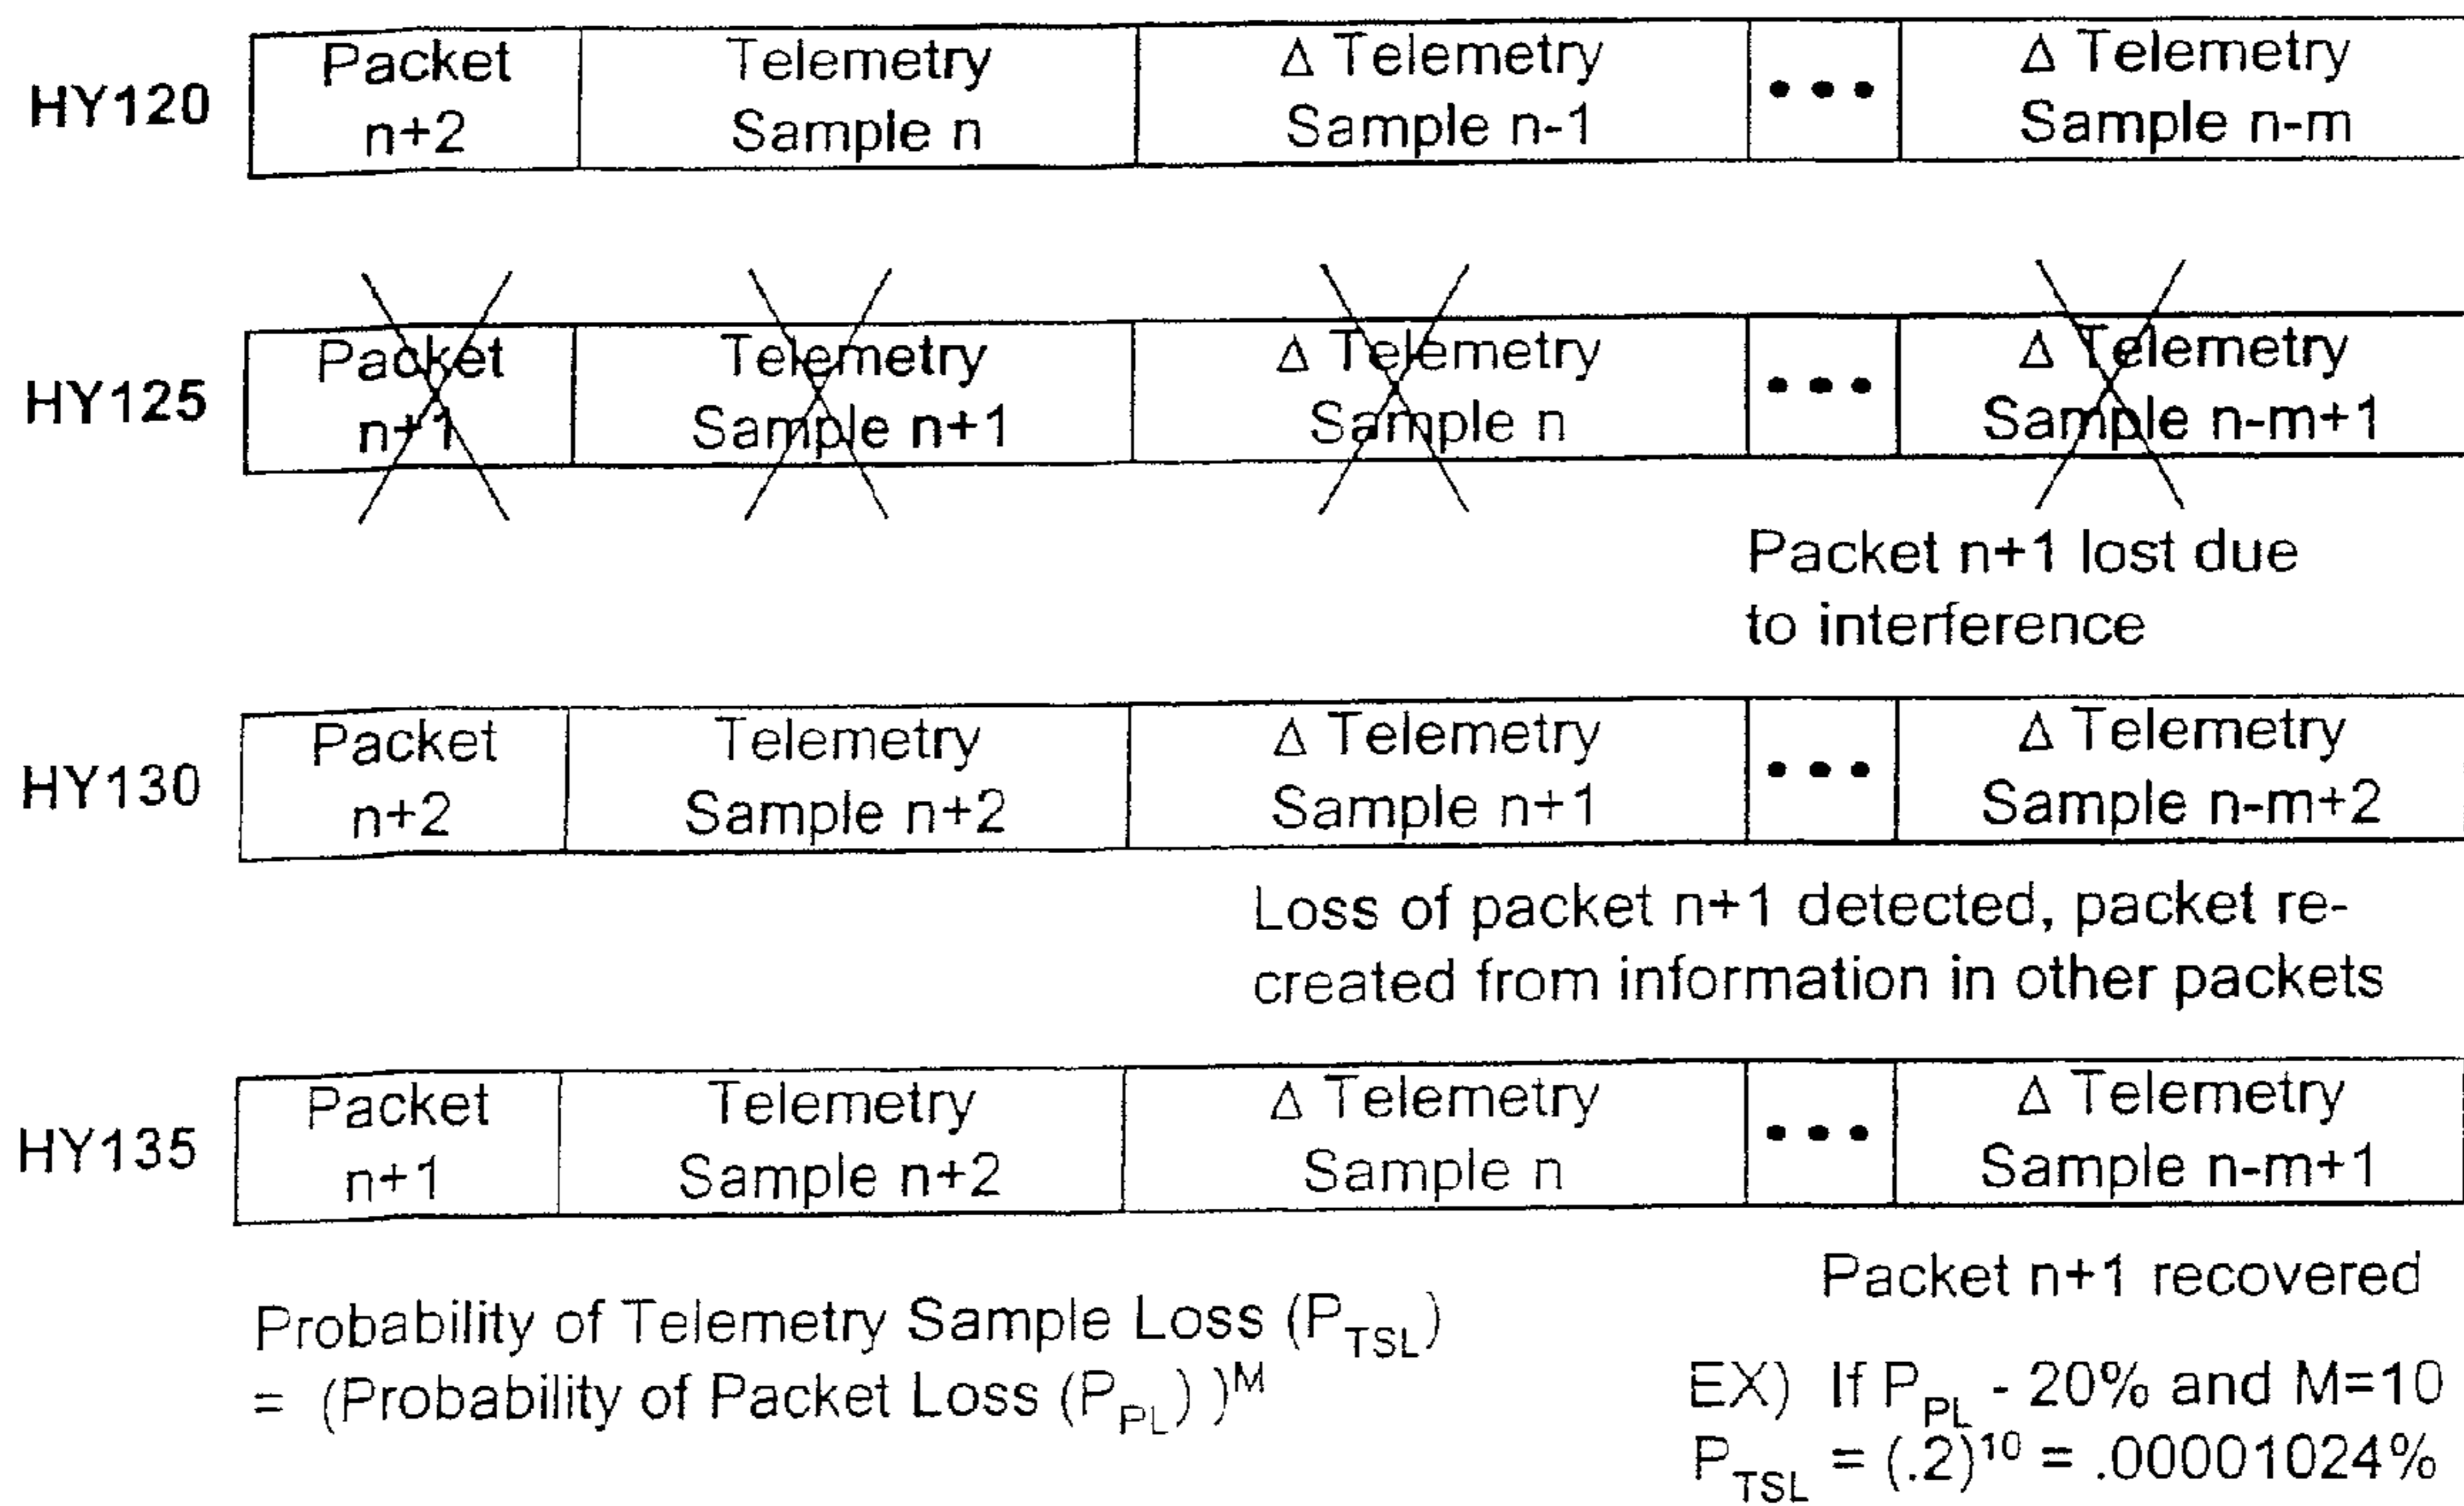 HY120
Packet
n+2
Telemetry
Sample n
Δ Telemetry
Sample n-1
•••
Δ Telemetry
Sample n-m
HY125
Packet
n+1
Telemetry
Sample n+1
Δ Telemetry
Sample n
•••
Δ Telemetry
Sample n-m+1
Packet n+1 lost due
to interference
HY130
Packet
n+2
Telemetry
Sample n+2
Δ Telemetry
Sample n+1
•••
Δ Telemetry
Sample n-m+2
Loss of packet n+1 detected, packet re-
created from information in other packets
HY135
Packet
n+1
Telemetry
Sample n+2
Δ Telemetry
Sample n
•••
Δ Telemetry
Sample n-m+1
Packet n+1 recovered
Probability of Telemetry Sample Loss (P_TSL)
= (Probability of Packet Loss (P_PL) )^M
EX) If P_PL - 20% and M=10
P_TSL = (.2)^10 = .00001024%